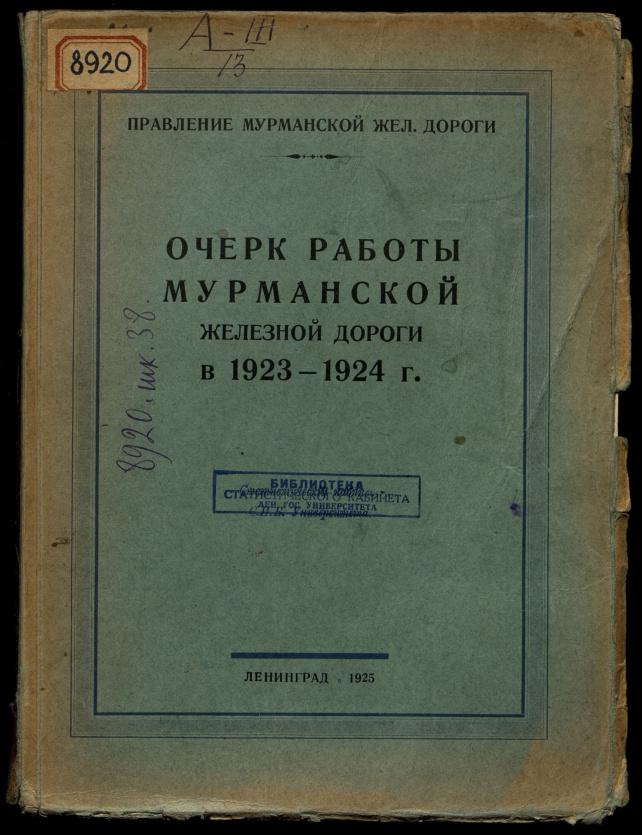 8920
А-III
13
ПРАВЛЕНИЕ МУРМАНСКОЙ ЖЕЛ. ДОРОГИ
ОЧЕРК РАБОТЫ
МУРМАНСКОЙ
ЖЕЛЕЗНОЙ ДОРОГИ
в 1923–1924 г.
8920. шк. 38.
БИБЛИОТЕКА
СТАТИСТИЧЕСКОГО КАБИНЕТА
ЛЕН. ГОС. УНИВЕРСИТЕТА
Университета.
ЛЕНИНГРАД 1925